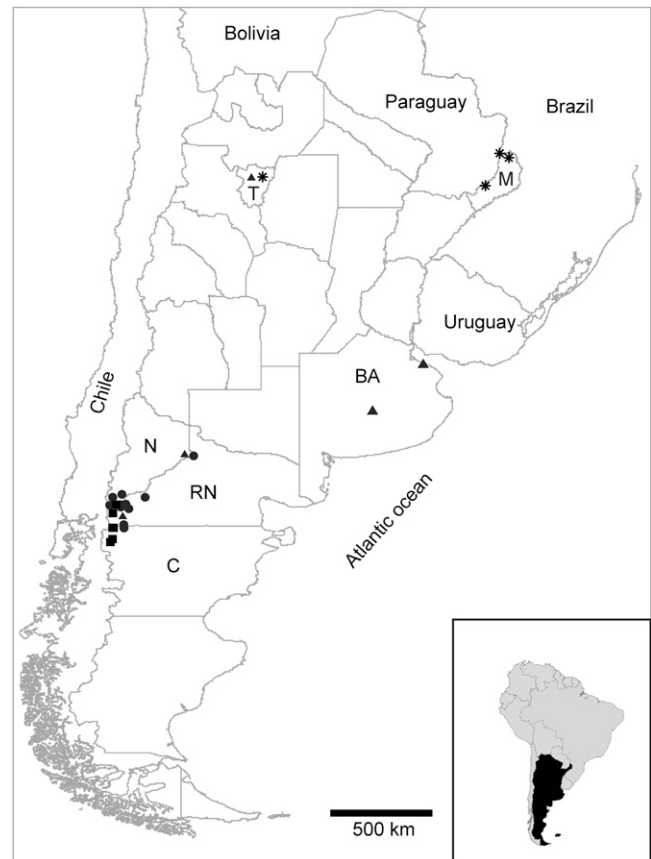 Bolivia
Paraguay
Brazil
T
M
Uruguay
BA
Chile
N
RN
Atlantic ocean
C
500 km